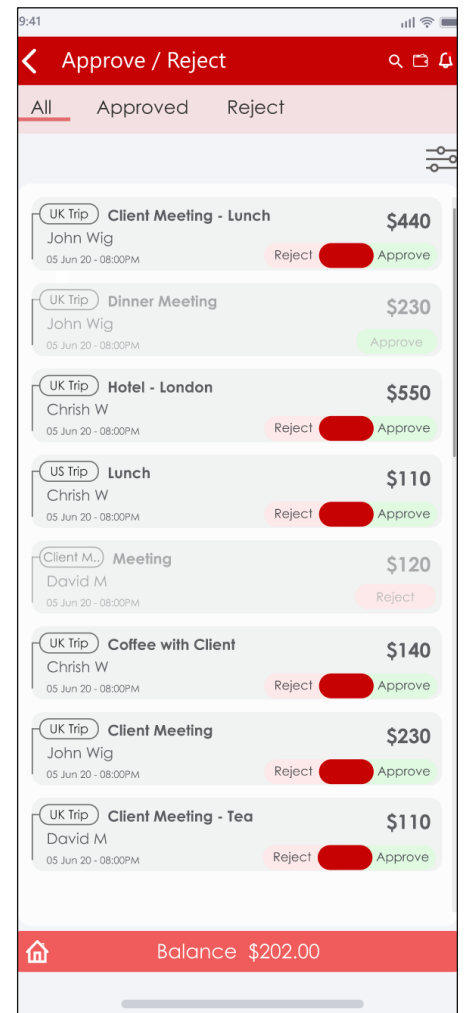 9:41
Approve / Reject
All Approved Reject
UK Trip Client Meeting - Lunch $440
John Wig
05 Jun 20 - 08:00PM Reject Approve
UK Trip Dinner Meeting $230
John Wig
05 Jun 20 - 08:00PM Approve
UK Trip Hotel - London $550
Chrish W
05 Jun 20 - 08:00PM Reject Approve
US Trip Lunch $110
Chrish W
05 Jun 20 - 08:00PM Reject Approve
Client M.. Meeting $120
David M
05 Jun 20 - 08:00PM Reject
UK Trip Coffee with Client $140
Chrish W
05 Jun 20 - 08:00PM Reject Approve
UK Trip Client Meeting $230
John Wig
05 Jun 20 - 08:00PM Reject Approve
UK Trip Client Meeting - Tea $110
David M
05 Jun 20 - 08:00PM Reject Approve
Balance $202.00